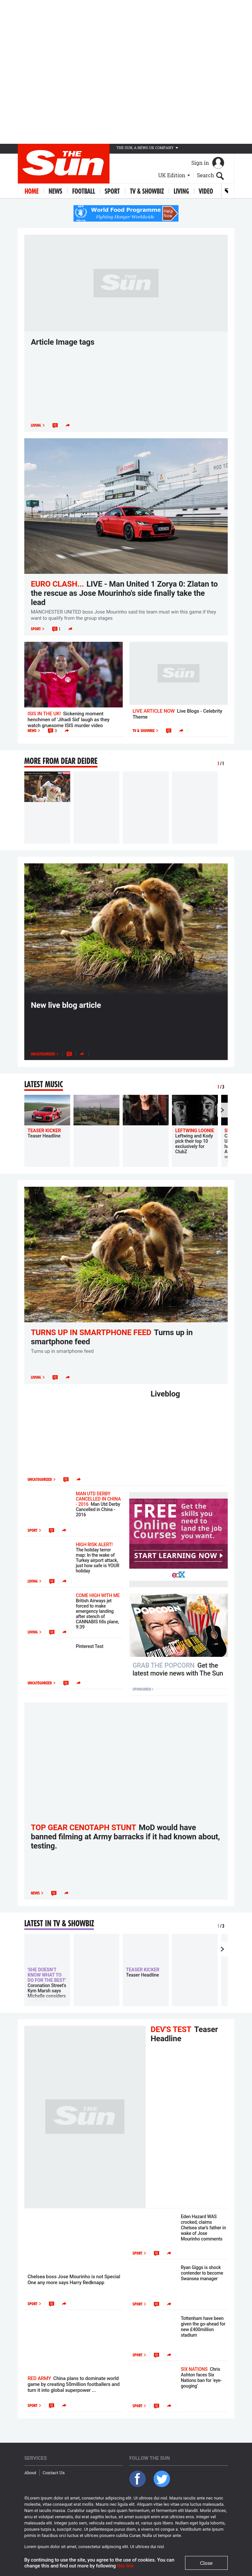 THE SUN, A NEWS UK COMPANY
THE Sun
Sign in
UK Edition
Search
HOME
NEWS
FOOTBALL
SPORT
TV & SHOWBIZ
LIVING
VIDEO
World Food Programme
Fighting Hunger Worldwide
Article Image tags
LIVING
EURO CLASH... LIVE - Man United 1 Zorya 0: Zlatan to
the rescue as Jose Mourinho's side finally take the
lead
MANCHESTER UNITED boss Jose Mourinho said his team must win this game if they
want to qualify from the group stages
SPORT
ISIS IN THE UK! Sickening moment
henchmen of 'Jihadi Sid' laugh as they
watch gruesome ISIS murder video
NEWS
LIVE ARTICLE NOW Live Blogs - Celebrity
Theme
TV & SHOWBIZ
MORE FROM DEAR DEIDRE
1/1
New live blog article
UNCATEGORIZED
LATEST MUSIC
1/3
TEASER KICKER
Teaser Headline
LEFTWING LOONIE
Leftwing and Kody
pick their top 10
exclusively for
ClubZ
TURNS UP IN SMARTPHONE FEED Turns up in
smartphone feed
Turns up in smartphone feed
LIVING
Liveblog
UNCATEGORIZED
MAN UTD DERBY
CANCELLED IN CHINA
- 2016 Man Utd Derby
Cancelled in China -
2016
SPORT
HIGH RISK ALERT!
The holiday terror
map: In the wake of
Turkey airport attack,
just how safe is YOUR
holiday
LIVING
COME HIGH WITH ME
British Airways jet
forced to make
emergency landing
after stench of
CANNABIS fills plane,
9:39
LIVING
Pinterest Test
UNCATEGORIZED
FREE
Online
Courses
Get the
skills you
need to
land the job
you want.
START LEARNING NOW
edX
POPCORN
GRAB THE POPCORN Get the
latest movie news with The Sun
SPONSORED
TOP GEAR CENOTAPH STUNT MoD would have
banned filming at Army barracks if it had known about,
testing.
NEWS
LATEST IN TV & SHOWBIZ
1/3
'SHE DOESN'T
KNOW WHAT TO
DO FOR THE BEST'
Coronation Street's
Kym Marsh says
Michelle considers
TEASER KICKER
Teaser Headline
DEV'S TEST Teaser
Headline
Eden Hazard WAS
crocked, claims
Chelsea star's father in
wake of Jose
Mourinho comments
SPORT
Chelsea boss Jose Mourinho is not Special
One any more says Harry Redknapp
SPORT
Ryan Giggs is shock
contender to become
Swansea manager
SPORT
Tottenham have been
given the go-ahead for
new £400million
stadium
SPORT
RED ARMY China plans to dominate world
game by creating 50million footballers and
turn it into global superpower ...
SPORT
SIX NATIONS Chris
Ashton faces Six
Nations ban for 'eye-
gouging'
SPORT
SERVICES
FOLLOW THE SUN
About
Contact Us
By continuing to use the site, you agree to the use of cookies. You can
change this and find out more by following this link
Close